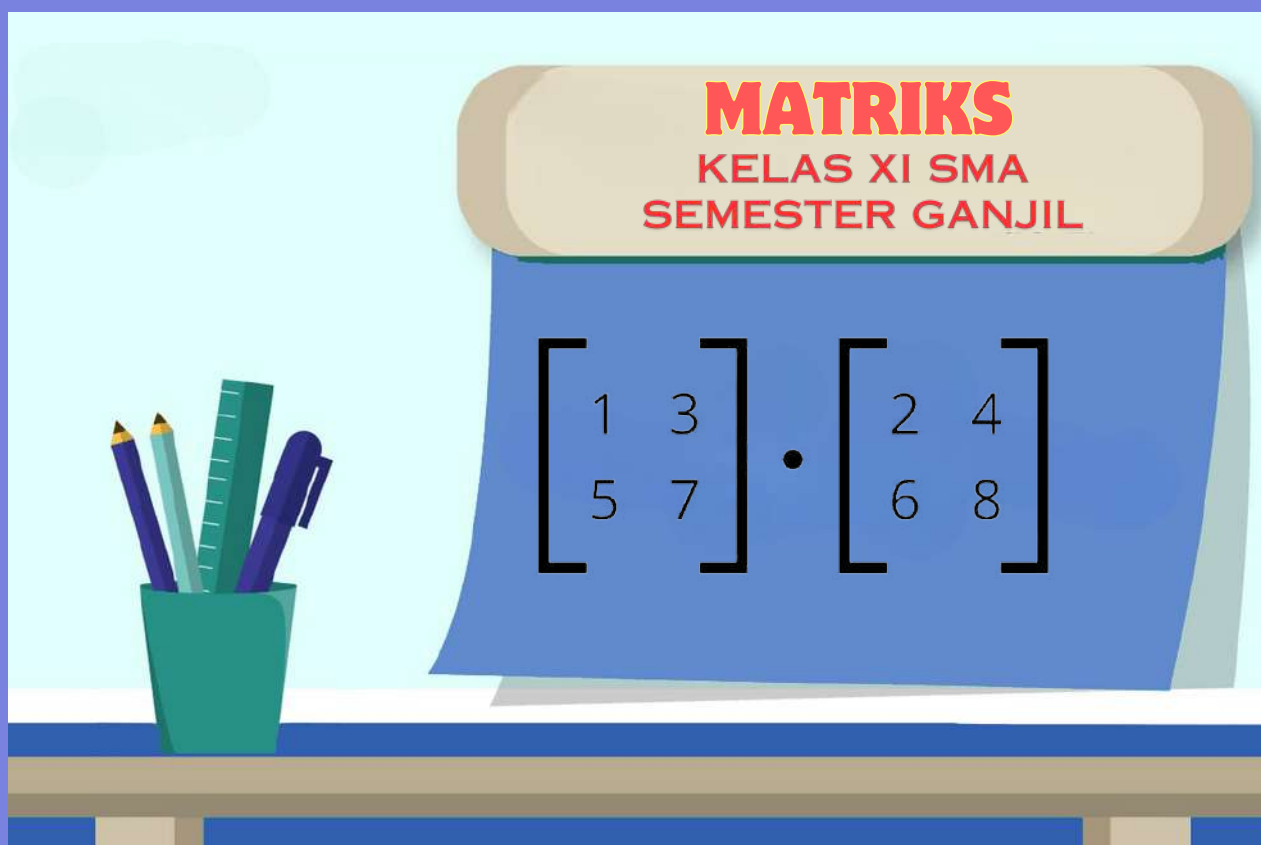 MATRIKS
KELAS XI SMA
SEMESTER GANJIL
[1 3] • [2 4]
[5 7] [6 8]